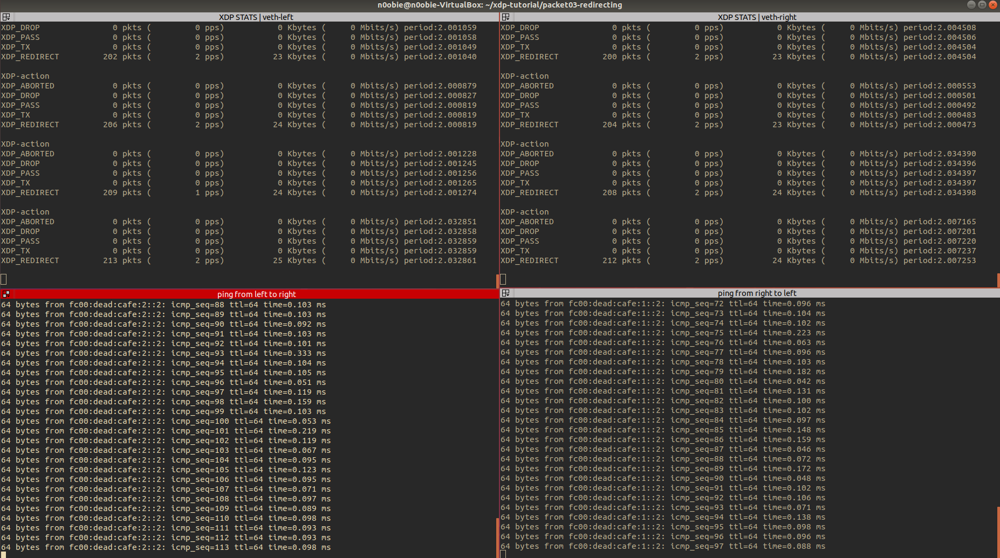 n0obie@n0obie-VirtualBox: ~/xdp-tutorial/packet03-redirecting
XDP STATS | veth-left
XDP_DROP 0 pkts ( 0 pps) 0 Kbytes ( 0 Mbits/s) period:2.001059
XDP_PASS 0 pkts ( 0 pps) 0 Kbytes ( 0 Mbits/s) period:2.001058
XDP_TX 0 pkts ( 0 pps) 0 Kbytes ( 0 Mbits/s) period:2.001049
XDP_REDIRECT 202 pkts ( 2 pps) 23 Kbytes ( 0 Mbits/s) period:2.001040
XDP-action
XDP_ABORTED 0 pkts ( 0 pps) 0 Kbytes ( 0 Mbits/s) period:2.000879
XDP_DROP 0 pkts ( 0 pps) 0 Kbytes ( 0 Mbits/s) period:2.000827
XDP_PASS 0 pkts ( 0 pps) 0 Kbytes ( 0 Mbits/s) period:2.000819
XDP_TX 0 pkts ( 0 pps) 0 Kbytes ( 0 Mbits/s) period:2.000819
XDP_REDIRECT 206 pkts ( 2 pps) 24 Kbytes ( 0 Mbits/s) period:2.000819
XDP-action
XDP_ABORTED 0 pkts ( 0 pps) 0 Kbytes ( 0 Mbits/s) period:2.001228
XDP_DROP 0 pkts ( 0 pps) 0 Kbytes ( 0 Mbits/s) period:2.001245
XDP_PASS 0 pkts ( 0 pps) 0 Kbytes ( 0 Mbits/s) period:2.001256
XDP_TX 0 pkts ( 0 pps) 0 Kbytes ( 0 Mbits/s) period:2.001265
XDP_REDIRECT 209 pkts ( 1 pps) 24 Kbytes ( 0 Mbits/s) period:2.001274
XDP-action
XDP_ABORTED 0 pkts ( 0 pps) 0 Kbytes ( 0 Mbits/s) period:2.032851
XDP_DROP 0 pkts ( 0 pps) 0 Kbytes ( 0 Mbits/s) period:2.032858
XDP_PASS 0 pkts ( 0 pps) 0 Kbytes ( 0 Mbits/s) period:2.032859
XDP_TX 0 pkts ( 0 pps) 0 Kbytes ( 0 Mbits/s) period:2.032859
XDP_REDIRECT 213 pkts ( 2 pps) 25 Kbytes ( 0 Mbits/s) period:2.032861
XDP STATS | veth-right
XDP_DROP 0 pkts ( 0 pps) 0 Kbytes ( 0 Mbits/s) period:2.004508
XDP_PASS 0 pkts ( 0 pps) 0 Kbytes ( 0 Mbits/s) period:2.004506
XDP_TX 0 pkts ( 0 pps) 0 Kbytes ( 0 Mbits/s) period:2.004504
XDP_REDIRECT 200 pkts ( 2 pps) 23 Kbytes ( 0 Mbits/s) period:2.004504
XDP-action
XDP_ABORTED 0 pkts ( 0 pps) 0 Kbytes ( 0 Mbits/s) period:2.000553
XDP_DROP 0 pkts ( 0 pps) 0 Kbytes ( 0 Mbits/s) period:2.000501
XDP_PASS 0 pkts ( 0 pps) 0 Kbytes ( 0 Mbits/s) period:2.000492
XDP_TX 0 pkts ( 0 pps) 0 Kbytes ( 0 Mbits/s) period:2.000483
XDP_REDIRECT 204 pkts ( 2 pps) 23 Kbytes ( 0 Mbits/s) period:2.000473
XDP-action
XDP_ABORTED 0 pkts ( 0 pps) 0 Kbytes ( 0 Mbits/s) period:2.034390
XDP_DROP 0 pkts ( 0 pps) 0 Kbytes ( 0 Mbits/s) period:2.034396
XDP_PASS 0 pkts ( 0 pps) 0 Kbytes ( 0 Mbits/s) period:2.034397
XDP_TX 0 pkts ( 0 pps) 0 Kbytes ( 0 Mbits/s) period:2.034397
XDP_REDIRECT 208 pkts ( 2 pps) 24 Kbytes ( 0 Mbits/s) period:2.034398
XDP-action
XDP_ABORTED 0 pkts ( 0 pps) 0 Kbytes ( 0 Mbits/s) period:2.007165
XDP_DROP 0 pkts ( 0 pps) 0 Kbytes ( 0 Mbits/s) period:2.007201
XDP_PASS 0 pkts ( 0 pps) 0 Kbytes ( 0 Mbits/s) period:2.007220
XDP_TX 0 pkts ( 0 pps) 0 Kbytes ( 0 Mbits/s) period:2.007237
XDP_REDIRECT 212 pkts ( 2 pps) 24 Kbytes ( 0 Mbits/s) period:2.007253
ping from left to right
64 bytes from fc00:dead:cafe:2::2: icmp_seq=88 ttl=64 time=0.103 ms
64 bytes from fc00:dead:cafe:2::2: icmp_seq=89 ttl=64 time=0.103 ms
64 bytes from fc00:dead:cafe:2::2: icmp_seq=90 ttl=64 time=0.092 ms
64 bytes from fc00:dead:cafe:2::2: icmp_seq=91 ttl=64 time=0.103 ms
64 bytes from fc00:dead:cafe:2::2: icmp_seq=92 ttl=64 time=0.101 ms
64 bytes from fc00:dead:cafe:2::2: icmp_seq=93 ttl=64 time=0.333 ms
64 bytes from fc00:dead:cafe:2::2: icmp_seq=94 ttl=64 time=0.104 ms
64 bytes from fc00:dead:cafe:2::2: icmp_seq=95 ttl=64 time=0.105 ms
64 bytes from fc00:dead:cafe:2::2: icmp_seq=96 ttl=64 time=0.051 ms
64 bytes from fc00:dead:cafe:2::2: icmp_seq=97 ttl=64 time=0.119 ms
64 bytes from fc00:dead:cafe:2::2: icmp_seq=98 ttl=64 time=0.159 ms
64 bytes from fc00:dead:cafe:2::2: icmp_seq=99 ttl=64 time=0.103 ms
64 bytes from fc00:dead:cafe:2::2: icmp_seq=100 ttl=64 time=0.053 ms
64 bytes from fc00:dead:cafe:2::2: icmp_seq=101 ttl=64 time=0.219 ms
64 bytes from fc00:dead:cafe:2::2: icmp_seq=102 ttl=64 time=0.119 ms
64 bytes from fc00:dead:cafe:2::2: icmp_seq=103 ttl=64 time=0.067 ms
64 bytes from fc00:dead:cafe:2::2: icmp_seq=104 ttl=64 time=0.095 ms
64 bytes from fc00:dead:cafe:2::2: icmp_seq=105 ttl=64 time=0.123 ms
64 bytes from fc00:dead:cafe:2::2: icmp_seq=106 ttl=64 time=0.095 ms
64 bytes from fc00:dead:cafe:2::2: icmp_seq=107 ttl=64 time=0.071 ms
64 bytes from fc00:dead:cafe:2::2: icmp_seq=108 ttl=64 time=0.097 ms
64 bytes from fc00:dead:cafe:2::2: icmp_seq=109 ttl=64 time=0.089 ms
64 bytes from fc00:dead:cafe:2::2: icmp_seq=110 ttl=64 time=0.098 ms
64 bytes from fc00:dead:cafe:2::2: icmp_seq=111 ttl=64 time=0.093 ms
64 bytes from fc00:dead:cafe:2::2: icmp_seq=112 ttl=64 time=0.093 ms
64 bytes from fc00:dead:cafe:2::2: icmp_seq=113 ttl=64 time=0.098 ms
ping from right to left
64 bytes from fc00:dead:cafe:1::2: icmp_seq=72 ttl=64 time=0.096 ms
64 bytes from fc00:dead:cafe:1::2: icmp_seq=73 ttl=64 time=0.104 ms
64 bytes from fc00:dead:cafe:1::2: icmp_seq=74 ttl=64 time=0.102 ms
64 bytes from fc00:dead:cafe:1::2: icmp_seq=75 ttl=64 time=0.223 ms
64 bytes from fc00:dead:cafe:1::2: icmp_seq=76 ttl=64 time=0.063 ms
64 bytes from fc00:dead:cafe:1::2: icmp_seq=77 ttl=64 time=0.096 ms
64 bytes from fc00:dead:cafe:1::2: icmp_seq=78 ttl=64 time=0.103 ms
64 bytes from fc00:dead:cafe:1::2: icmp_seq=79 ttl=64 time=0.182 ms
64 bytes from fc00:dead:cafe:1::2: icmp_seq=80 ttl=64 time=0.042 ms
64 bytes from fc00:dead:cafe:1::2: icmp_seq=81 ttl=64 time=0.131 ms
64 bytes from fc00:dead:cafe:1::2: icmp_seq=82 ttl=64 time=0.100 ms
64 bytes from fc00:dead:cafe:1::2: icmp_seq=83 ttl=64 time=0.102 ms
64 bytes from fc00:dead:cafe:1::2: icmp_seq=84 ttl=64 time=0.097 ms
64 bytes from fc00:dead:cafe:1::2: icmp_seq=85 ttl=64 time=0.148 ms
64 bytes from fc00:dead:cafe:1::2: icmp_seq=86 ttl=64 time=0.159 ms
64 bytes from fc00:dead:cafe:1::2: icmp_seq=87 ttl=64 time=0.046 ms
64 bytes from fc00:dead:cafe:1::2: icmp_seq=88 ttl=64 time=0.072 ms
64 bytes from fc00:dead:cafe:1::2: icmp_seq=89 ttl=64 time=0.172 ms
64 bytes from fc00:dead:cafe:1::2: icmp_seq=90 ttl=64 time=0.048 ms
64 bytes from fc00:dead:cafe:1::2: icmp_seq=91 ttl=64 time=0.102 ms
64 bytes from fc00:dead:cafe:1::2: icmp_seq=92 ttl=64 time=0.106 ms
64 bytes from fc00:dead:cafe:1::2: icmp_seq=93 ttl=64 time=0.071 ms
64 bytes from fc00:dead:cafe:1::2: icmp_seq=94 ttl=64 time=0.138 ms
64 bytes from fc00:dead:cafe:1::2: icmp_seq=95 ttl=64 time=0.098 ms
64 bytes from fc00:dead:cafe:1::2: icmp_seq=96 ttl=64 time=0.096 ms
64 bytes from fc00:dead:cafe:1::2: icmp_seq=97 ttl=64 time=0.088 ms